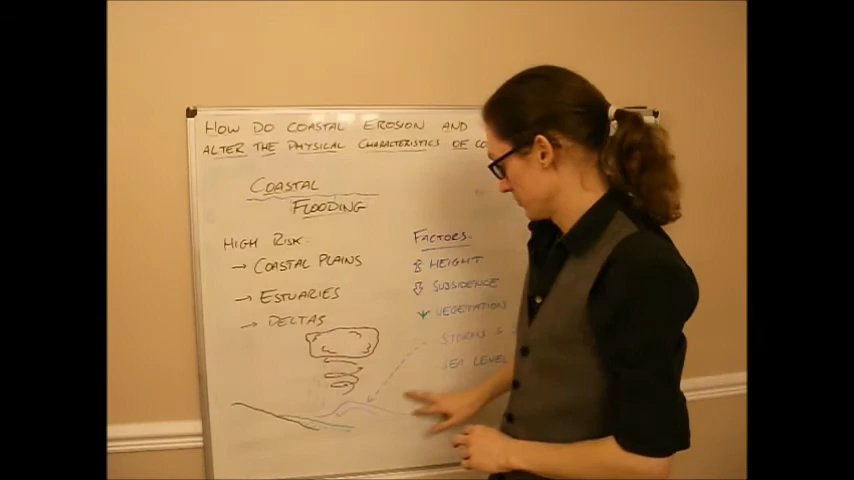 HOW DO COASTAL EROSION AND
ALTER THE PHYSICAL CHARACTERISTICS OF CO
COASTAL
FLOODING
HIGH RISK.
→ COASTAL PLAINS
→ ESTUARIES
→ DELTAS
FACTORS.
HEIGHT
SUBSIDENCE
VEGETATION
STORMS &
SEA LEVEL